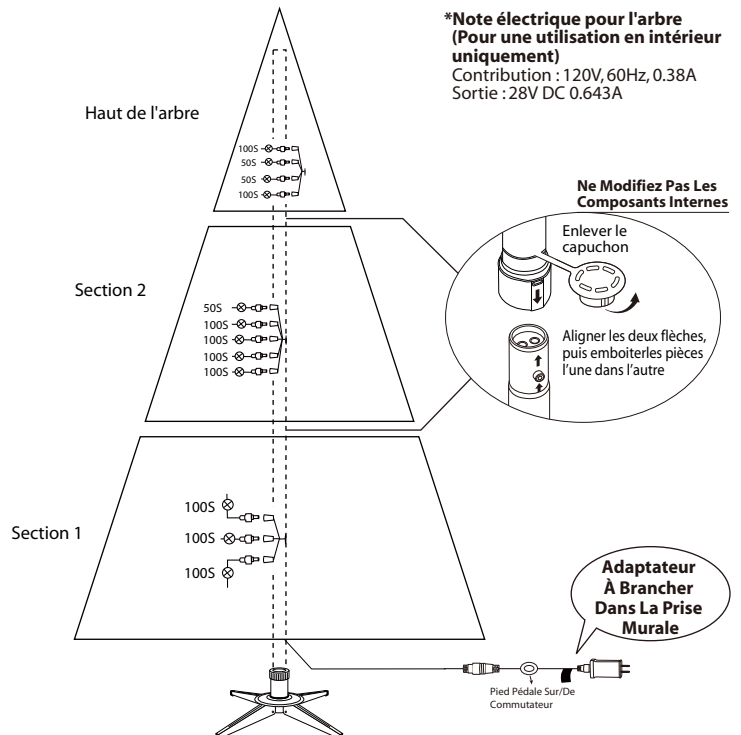 *Note électrique pour l'arbre
(Pour une utilisation en intérieur
uniquement)
Contribution : 120V, 60Hz, 0.38A
Sortie : 28V DC 0.643A
Haut de l'arbre
100S
50S
50S
100S
Ne Modifiez Pas Les
Composants Internes
Enlever le
capuchon
Aligner les deux flèches,
puis emboiterles pièces
l'une dans l'autre
Section 2
50S
100S
100S
100S
100S
Section 1
100S
100S
100S
Adaptateur
À Brancher
Dans La Prise
Murale
Pied Pédale Sur/De
Commutateur